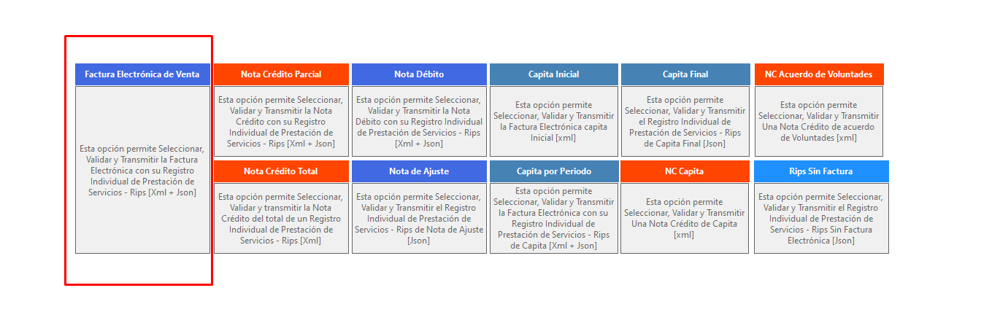 Factura Electrónica de Venta
Esta opción permite Seleccionar,
Validar y Transmitir la Factura
Electrónica con su Registro
Individual de Prestación de
Servicios - Rips [Xml + Json]
Nota Crédito Parcial
Esta opción permite Seleccionar,
Validar y Transmitir la Nota
Crédito con su Registro
Individual de Prestación de
Servicios - Rips [Xml + Json]
Nota Débito
Esta opción permite Seleccionar,
Validar y Transmitir la Nota
Débito con su Registro Individual
de Prestación de Servicios -
Rips [Xml + Json]
Capita Inicial
Esta opción permite
Seleccionar, Validar y Transmitir
la Factura Electrónica capita
Inicial [xml]
Capita Final
Esta opción permite
Seleccionar, Validar y Transmitir
el Registro Individual de
Prestación de Servicios - Rips
de Capita Final [Json]
NC Acuerdo de Voluntades
Esta opción permite
Seleccionar, Validar y Transmitir
Una Nota Crédito de acuerdo
de Voluntades [xml]
Nota Crédito Total
Esta opción permite Seleccionar,
Validar y transmitir la Nota
Crédito del total de un Registro
Individual de Prestación de
Servicios - Rips [Xml]
Nota de Ajuste
Esta opción permite Seleccionar,
Validar y Transmitir el Registro
Individual de Prestación de
Servicios - Rips de Nota de Ajuste
[Json]
Capita por Periodo
Esta opción permite
Seleccionar, Validar y Transmitir
la Factura Electrónica con su
Registro Individual de
Prestación de Servicios - Rips
de Capita [Xml + Json]
NC Capita
Esta opción permite
Seleccionar, Validar y Transmitir
Una Nota Crédito de Capita
[xml]
Rips Sin Factura
Esta opción permite Seleccionar,
Validar y Transmitir el Registro
Individual de Prestación de
Servicios - Rips Sin Factura
Electrónica [Json]